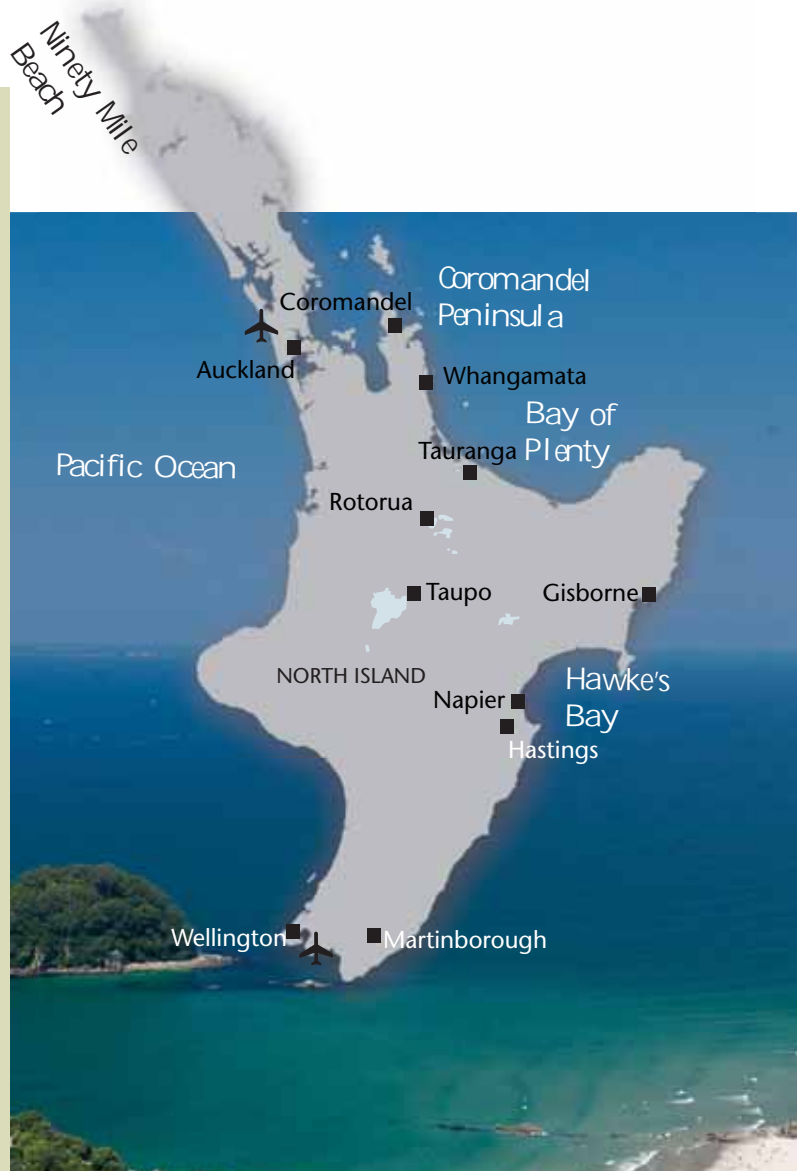 Ninety Mile
Beach
Coromandel
Peninsula
Coromandel
Auckland
Whangamata
Bay of
Plenty
Pacific Ocean
Tauranga
Rotorua
Taupo
Gisborne
NORTH ISLAND
Hawke's
Bay
Napier
Hastings
Wellington
Martinborough